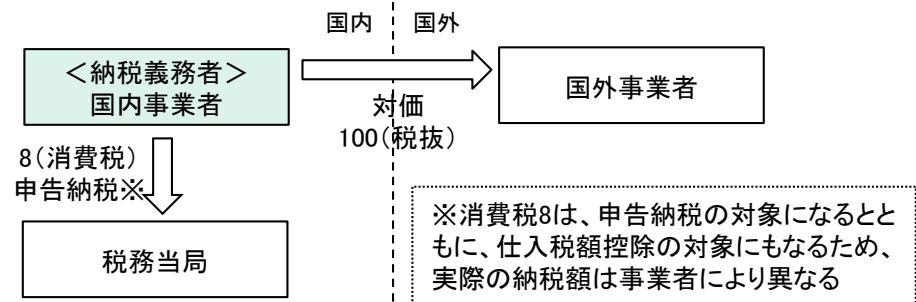 国内
国外
＜納税義務者＞
国内事業者
国外事業者
対価
100（税抜）
8（消費税）
申告納税※
税務当局
※消費税8は、申告納税の対象になるとと
もに、仕入税額控除の対象にもなるため、
実際の納税額は事業者により異なる